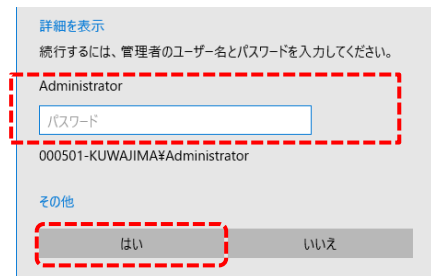 詳細を表示
続行するには、管理者のユーザー名とパスワードを入力してください。
Administrator
パスワード
000501-KUWAJIMA¥Administrator
その他
はい いいえ